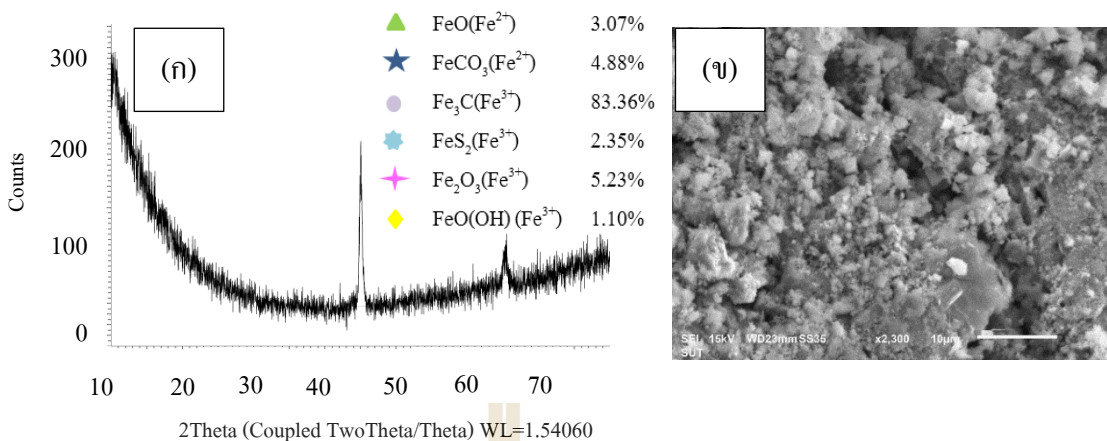 300
200
100
0
Counts
(ก)
FeO(Fe²⁺) 3.07%
FeCO₃(Fe²⁺) 4.88%
Fe₃C(Fe³⁺) 83.36%
FeS₂(Fe³⁺) 2.35%
Fe₂O₃(Fe³⁺) 5.23%
FeO(OH) (Fe³⁺) 1.10%
10 20 30 40 50 60 70
2Theta (Coupled TwoTheta/Theta) WL=1.54060
(ข)
SEI 15kV WD23mm SS35 x2,300 10µm
SUT